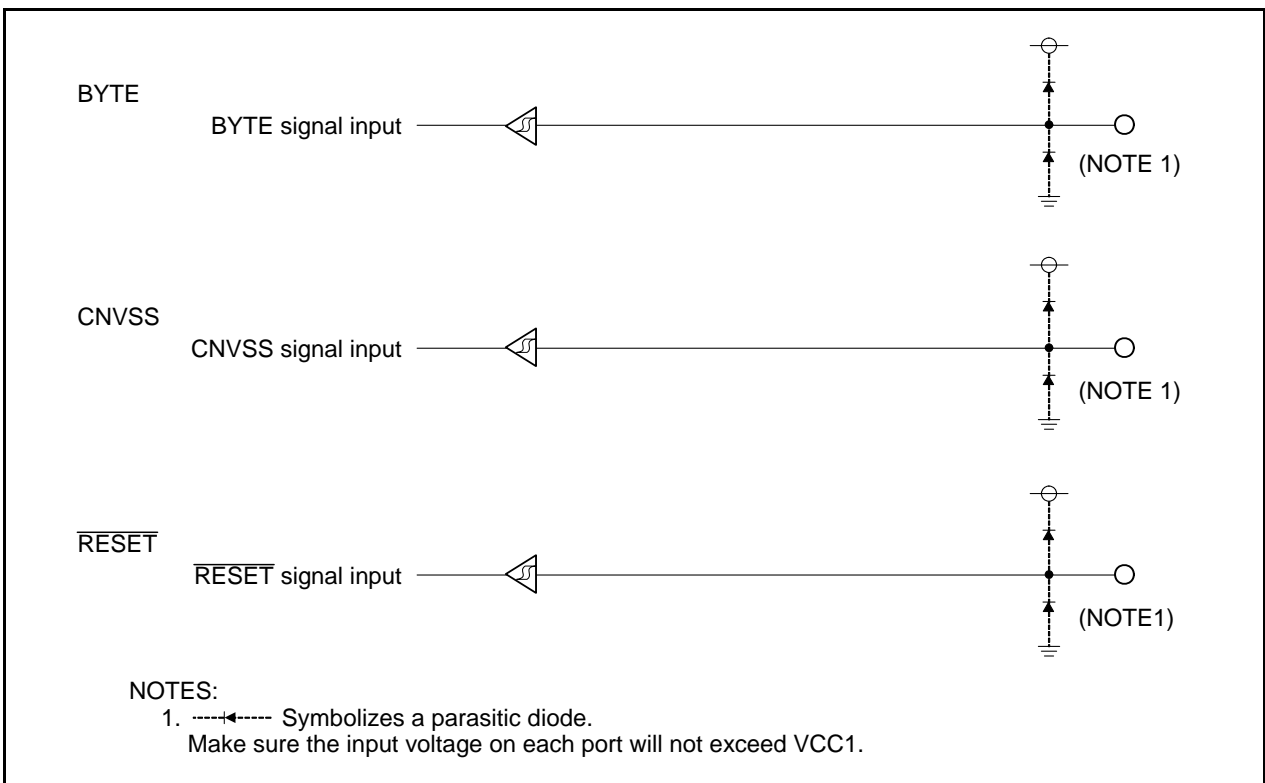 BYTE
BYTE signal input
(NOTE 1)
CNVSS
CNVSS signal input
(NOTE 1)
RESET
RESET signal input
(NOTE1)
NOTES:
1. Symbolizes a parasitic diode.
Make sure the input voltage on each port will not exceed VCC1.